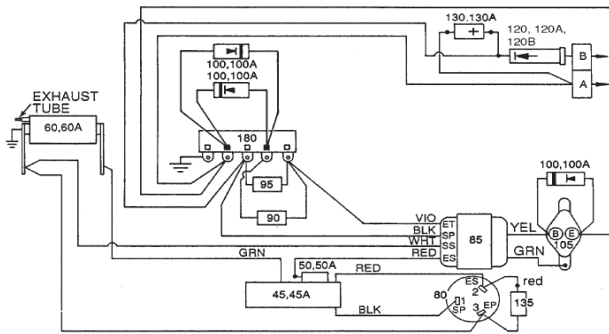 130,130A
120, 120A,
120B
B
A
100,100A
100,100A
EXHAUST
TUBE
60,60A
180
95
90
100,100A
VIO
BLK
WHT
RED
ET
SP
SS
ES
85
YEL
GRN
B
E
105
GRN
50,50A
RED
45,45A
BLK
80
ES
2
1
SP
3
EP
red
135